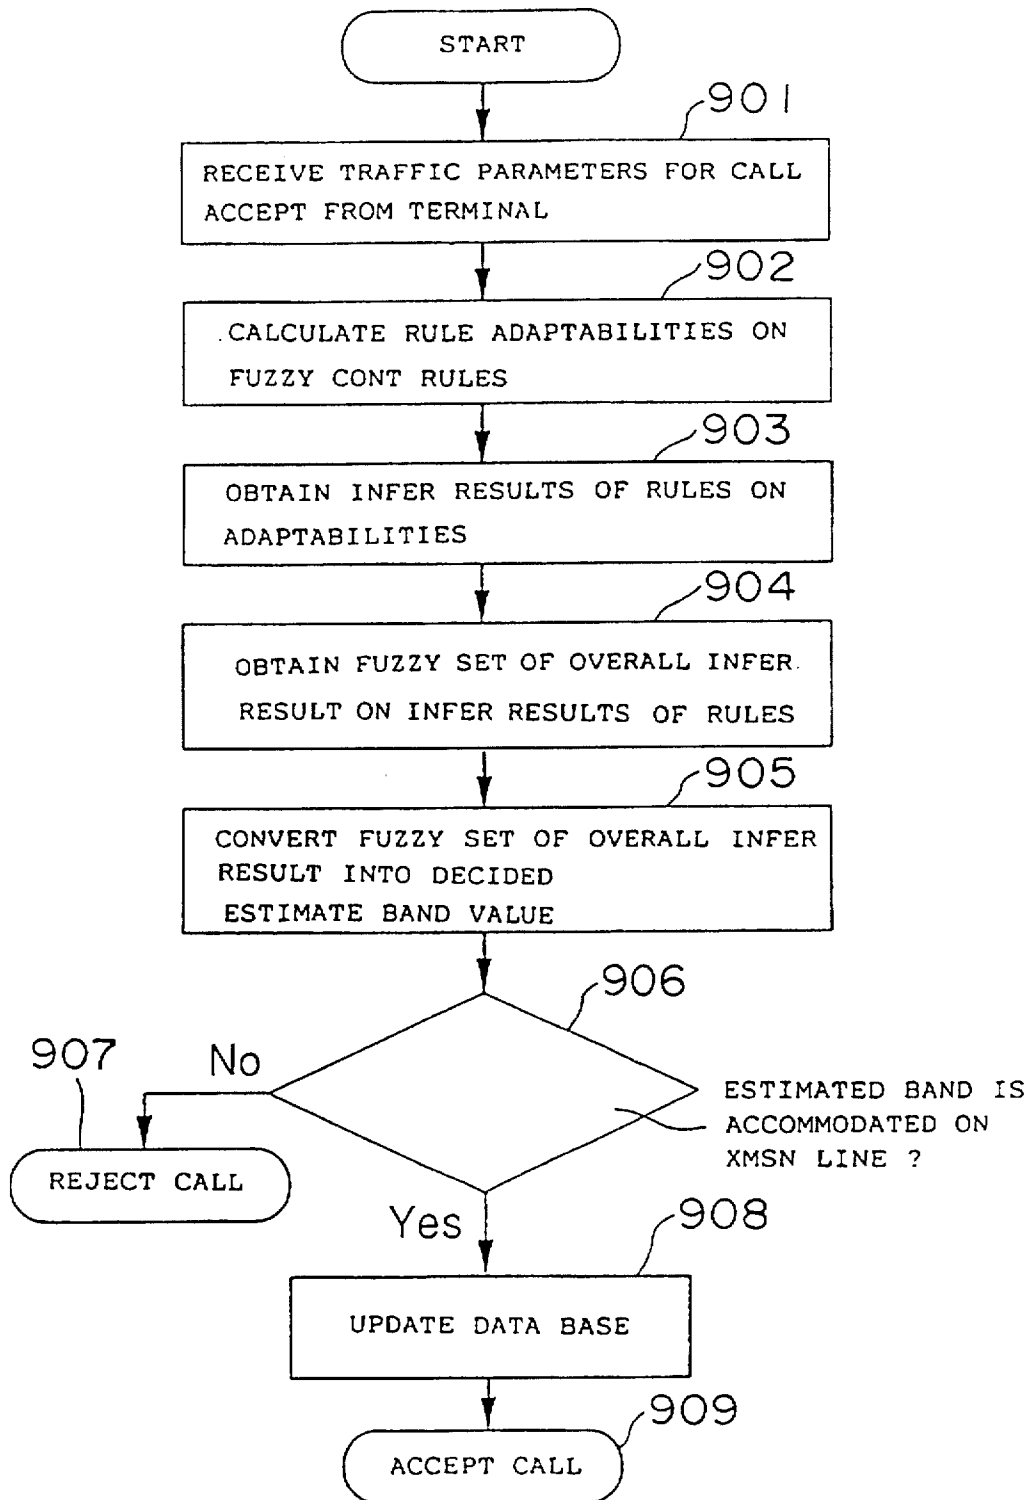 START
901
RECEIVE TRAFFIC PARAMETERS FOR CALL
ACCEPT FROM TERMINAL
902
CALCULATE RULE ADAPTABILITIES ON
FUZZY CONT RULES
903
OBTAIN INFER RESULTS OF RULES ON
ADAPTABILITIES
904
OBTAIN FUZZY SET OF OVERALL INFER
RESULT ON INFER RESULTS OF RULES
905
CONVERT FUZZY SET OF OVERALL INFER
RESULT INTO DECIDED
ESTIMATE BAND VALUE
906
ESTIMATED BAND IS
ACCOMMODATED ON
XMSN LINE ?
No
907
REJECT CALL
Yes
908
UPDATE DATA BASE
909
ACCEPT CALL